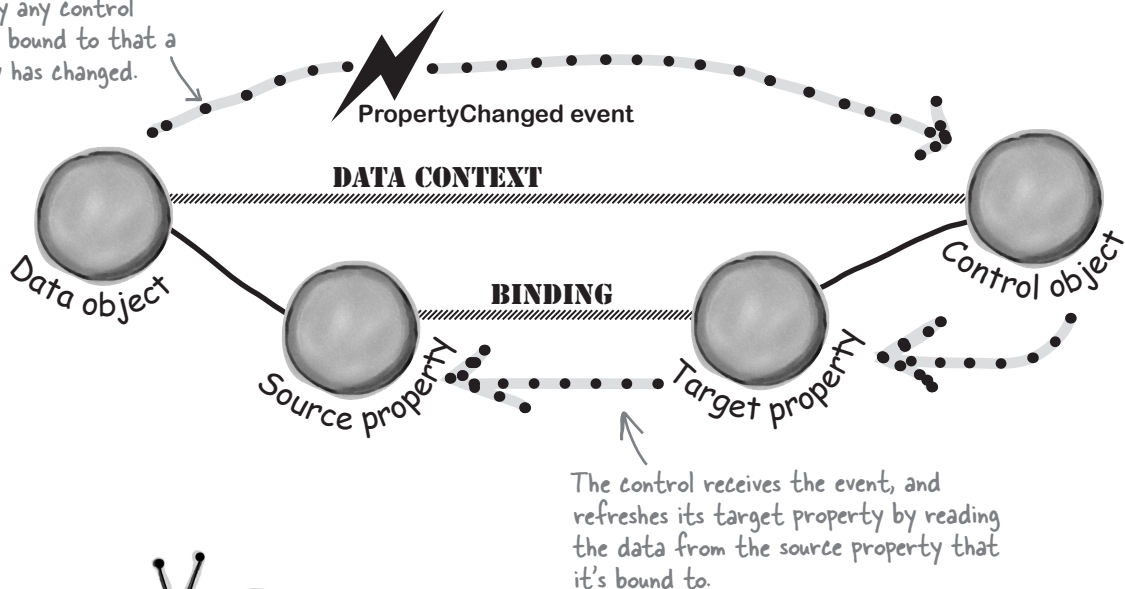 y any control
bound to that a
y has changed.
PropertyChanged event
DATA CONTEXT
Data object
Control object
BINDING
Source property
Target property
The control receives the event, and
refreshes its target property by reading
the data from the source property that
it's bound to.